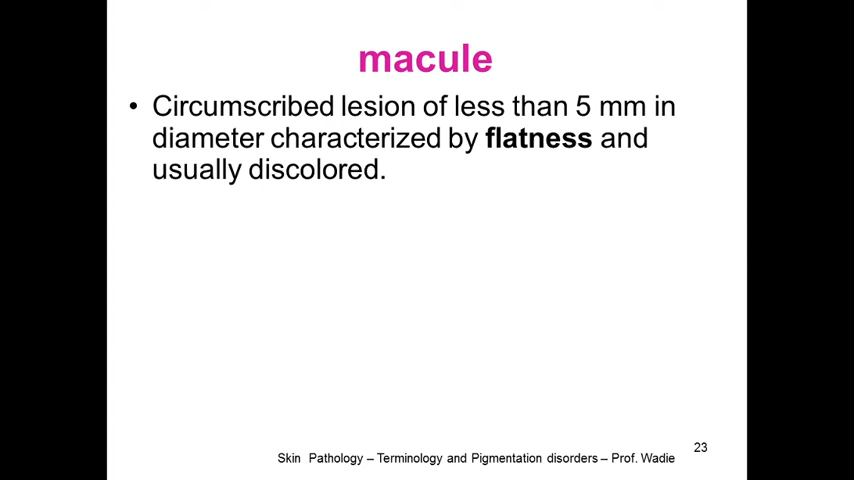 macule
• Circumscribed lesion of less than 5 mm in
diameter characterized by flatness and
usually discolored.
23
Skin Pathology – Terminology and Pigmentation disorders – Prof. Wadie